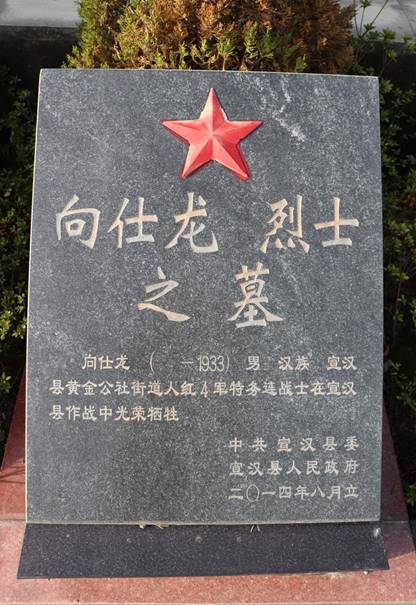 向仕龙 烈士
之墓
向仕龙 ( —1933) 男 汉族 宣汉
县黄金公社街道人红4军特务连战士在宣汉
县作战中光荣牺牲
中共宣汉县委
宣汉县人民政府
二〇一四年八月立